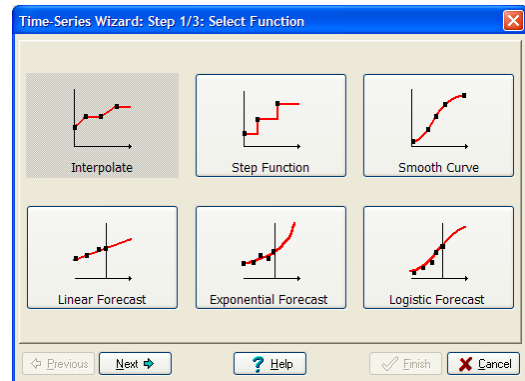 Time-Series Wizard: Step 1/3: Select Function
Interpolate
Step Function
Smooth Curve
Linear Forecast
Exponential Forecast
Logistic Forecast
Previous
Next
? Help
Finish
Cancel